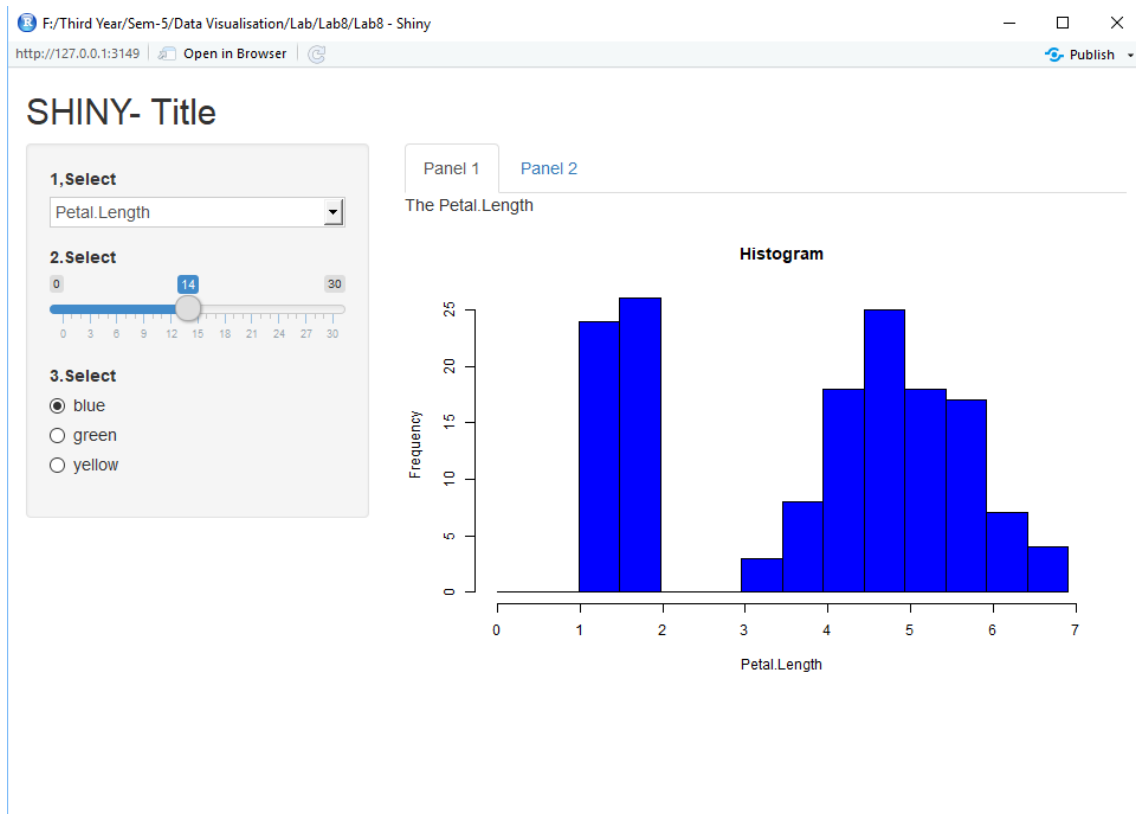 F:/Third Year/Sem-5/Data Visualisation/Lab/Lab8/Lab8 - Shiny
http://127.0.0.1:3149 Open in Browser Publish
SHINY- Title
1,Select
Petal.Length
2.Select
0 14 30
0 3 6 9 12 15 18 21 24 27 30
3.Select
blue
green
yellow
Panel 1 Panel 2
The Petal.Length
Histogram
Frequency
25
20
15
10
5
0
0 1 2 3 4 5 6 7
Petal.Length